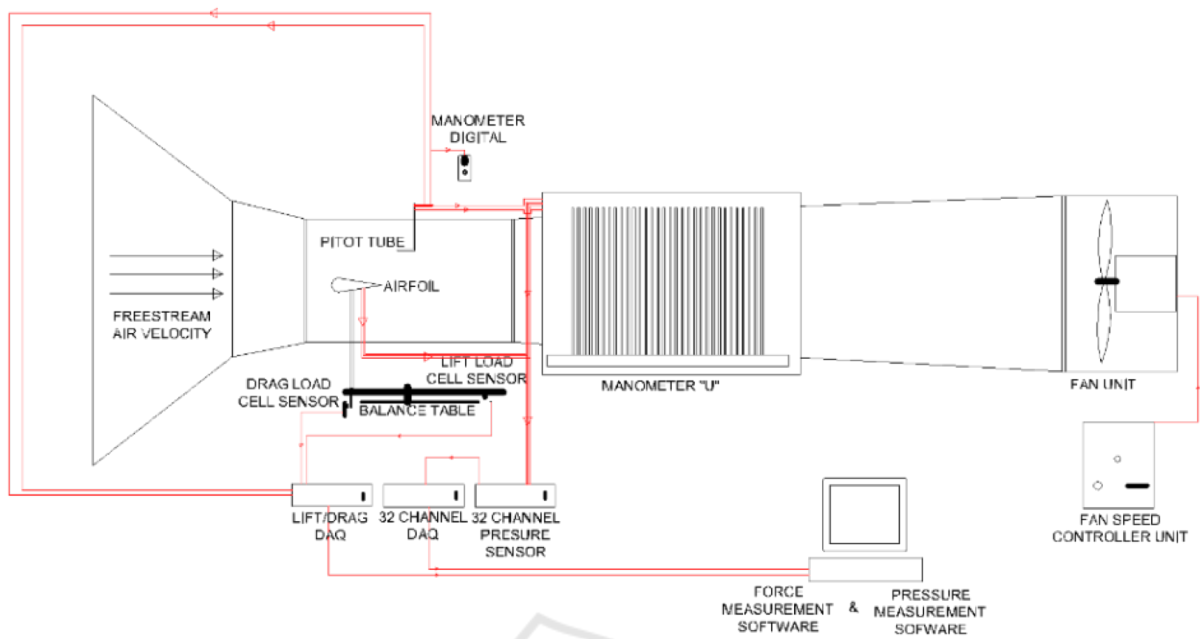 MANOMETER
DIGITAL
PITOT TUBE
AIRFOIL
FREESTREAM
AIR VELOCITY
LIFT LOAD
CELL SENSOR
DRAG LOAD
CELL SENSOR
BALANCE TABLE
MANOMETER "U"
FAN UNIT
LIFT/DRAG
DAQ
32 CHANNEL
DAQ
32 CHANNEL
PRESURE
SENSOR
FAN SPEED
CONTROLLER UNIT
FORCE
MEASUREMENT
SOFTWARE
&
PRESSURE
MEASUREMENT
SOFWARE